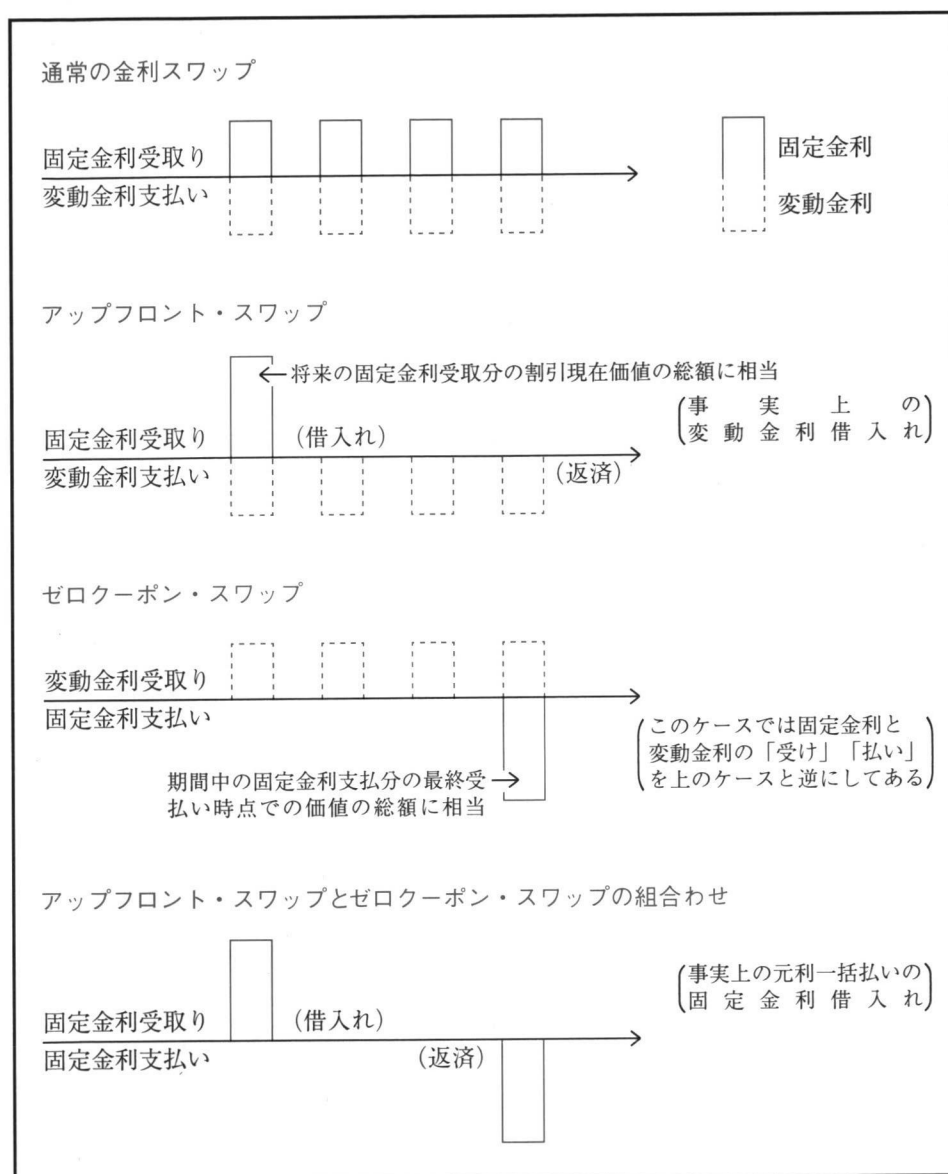 通常の金利スワップ
固定金利受取り
変動金利支払い
固定金利
変動金利
アップフロント・スワップ
将来の固定金利受取分の割引現在価値の総額に相当
固定金利受取り
(借入れ)
変動金利支払い
(返済)
(事実上の
変動金利借入れ)
ゼロクーポン・スワップ
変動金利受取り
固定金利支払い
期間中の固定金利支払分の最終受
払い時点での価値の総額に相当
(このケースでは固定金利と
変動金利の「受け」「払い」
を上のケースと逆にしてある)
アップフロント・スワップとゼロクーポン・スワップの組合わせ
固定金利受取り
(借入れ)
固定金利支払い
(返済)
(事実上の元利一括払いの
固定金利借入れ)